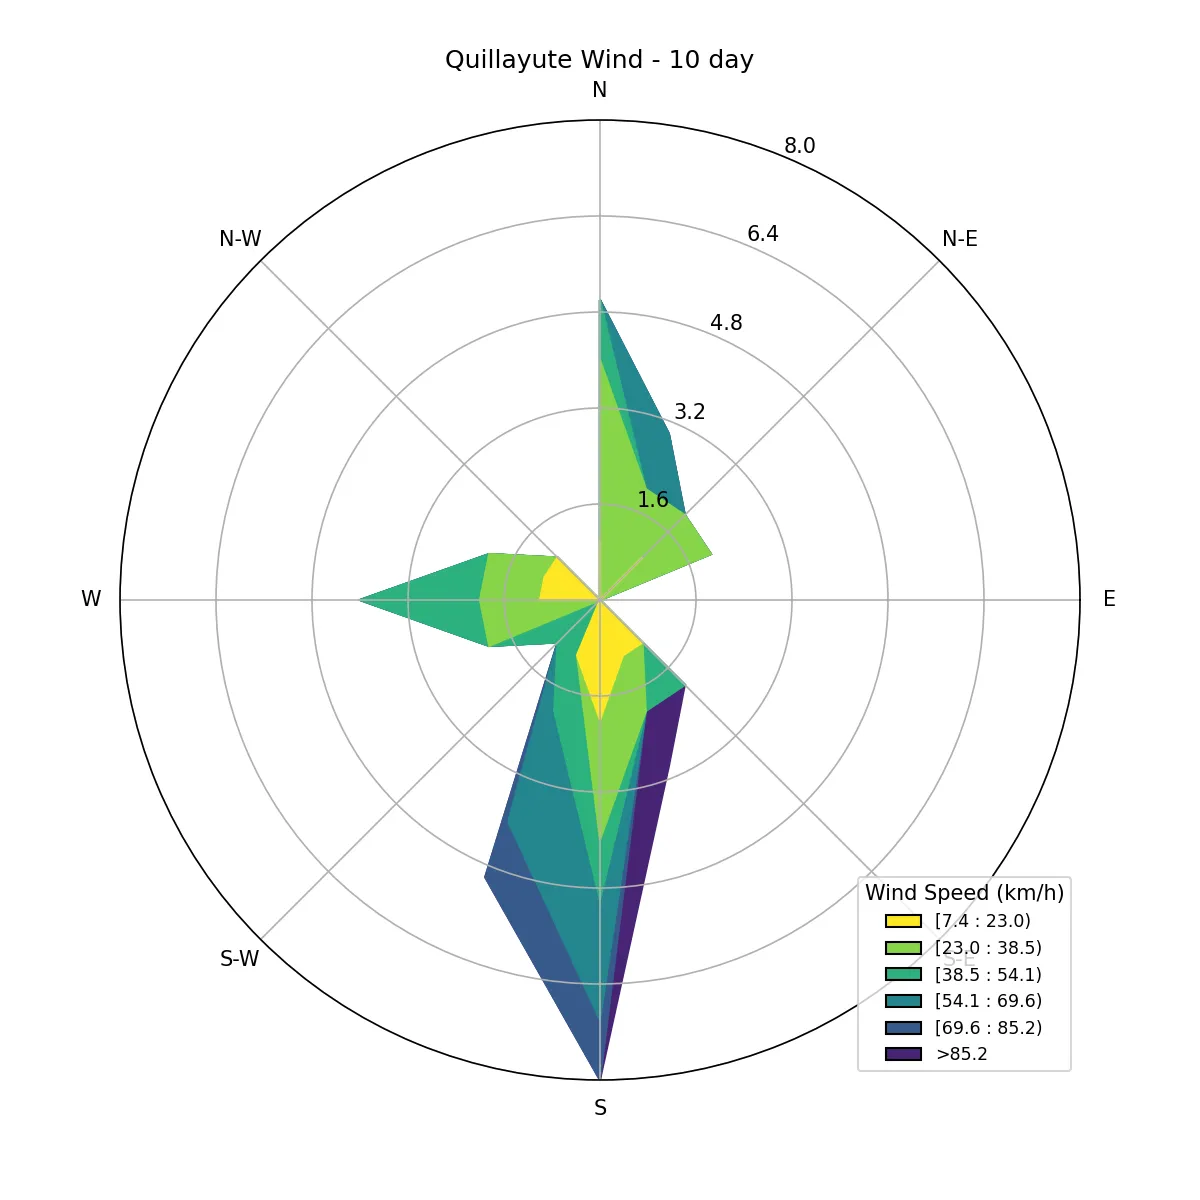 Quillayute Wind - 10 day
N
8.0
N-W
6.4
N-E
4.8
3.2
1.6
W
E
Wind Speed (km/h)
[7.4 : 23.0)
[23.0 : 38.5)
S-W
S-E
[38.5 : 54.1)
[54.1 : 69.6)
[69.6 : 85.2)
>85.2
S